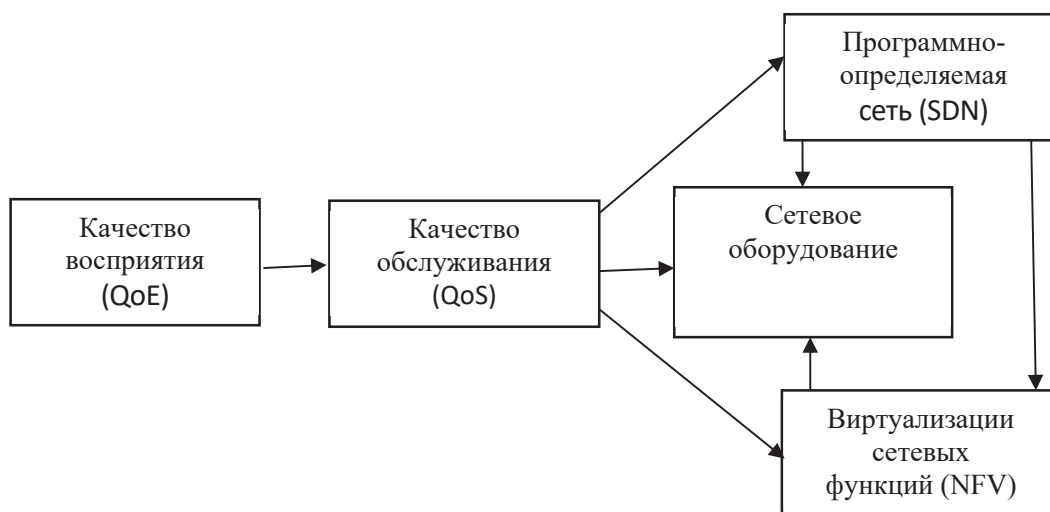 Программно-
определяемая
сеть (SDN)
Качество
восприятия
(QoE)
Качество
обслуживания
(QoS)
Сетевое
оборудование
Виртуализации
сетевых
функций (NFV)